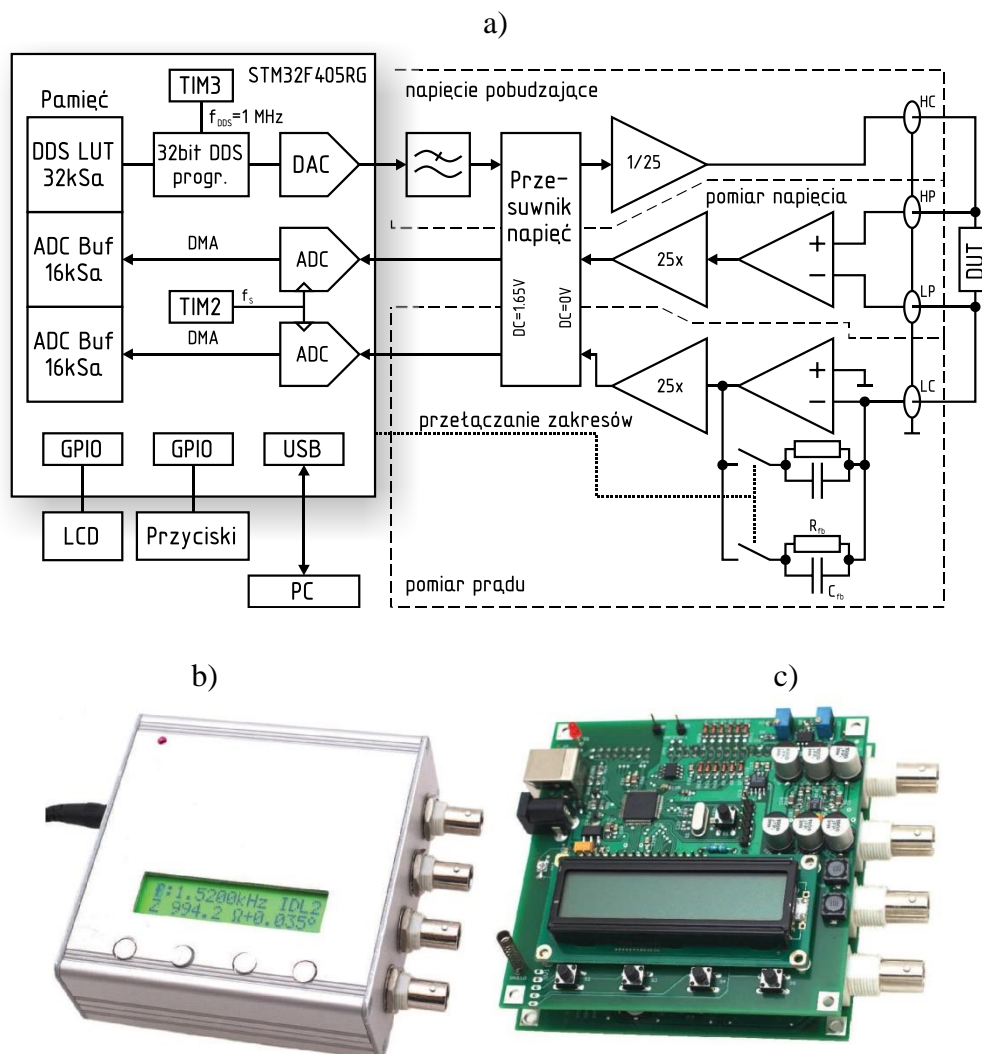 a)
STM32F405RG
TIM3
f_DDS=1 MHz
Pamięć
DDS LUT
32kSa
32bit DDS
progr.
DAC
ADC Buf
16kSa
DMA
ADC
TIM2
f_s
ADC Buf
16kSa
DMA
ADC
GPIO
GPIO
USB
LCD
Przyciski
PC
napięcie pobudzające
Prze-
suwnik
napięć
DC=1.65V
DC=0V
1/25
pomiar napięcia
25x
+
−
25x
+
−
HC
HP
LP
LC
DUT
przełączanie zakresów
R_fb
C_fb
pomiar prądu
b)
c)
:1.5200kHz IDL2
Z 994.2 Ω+0.035°